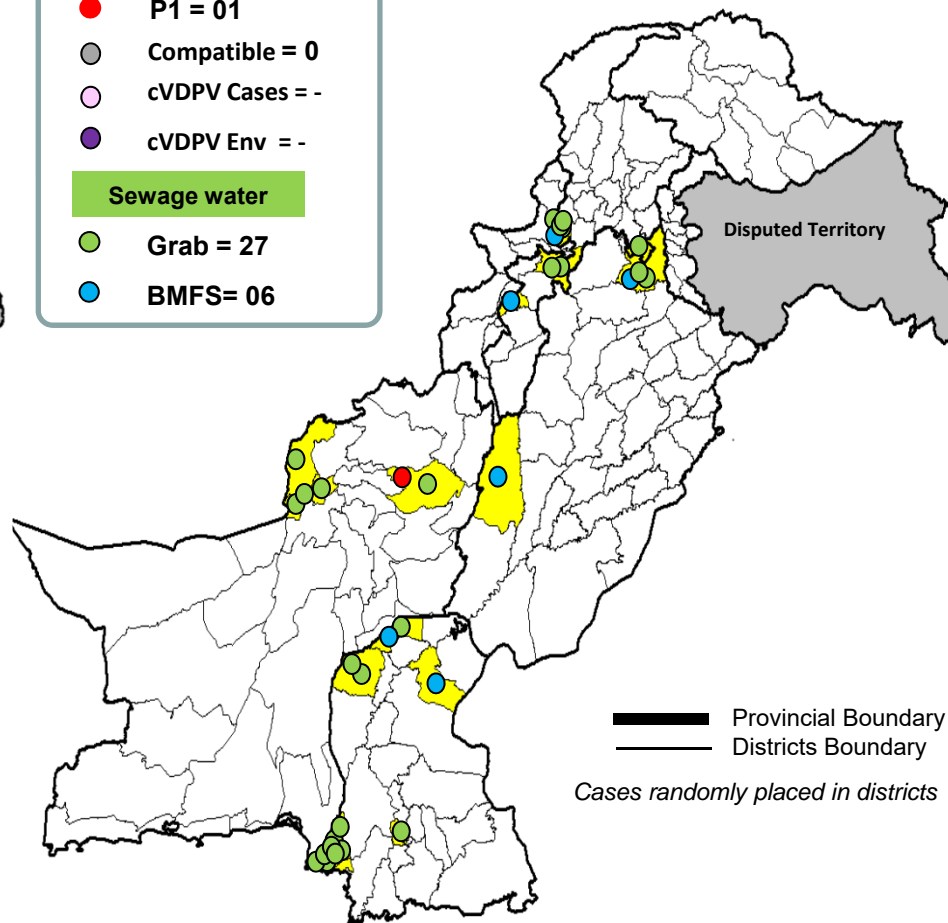 P1 = 01
Compatible = 0
cVDPV Cases = -
cVDPV Env = -
Sewage water
Grab = 27
BMFS= 06
Disputed Territory
Provincial Boundary
Districts Boundary
Cases randomly placed in districts